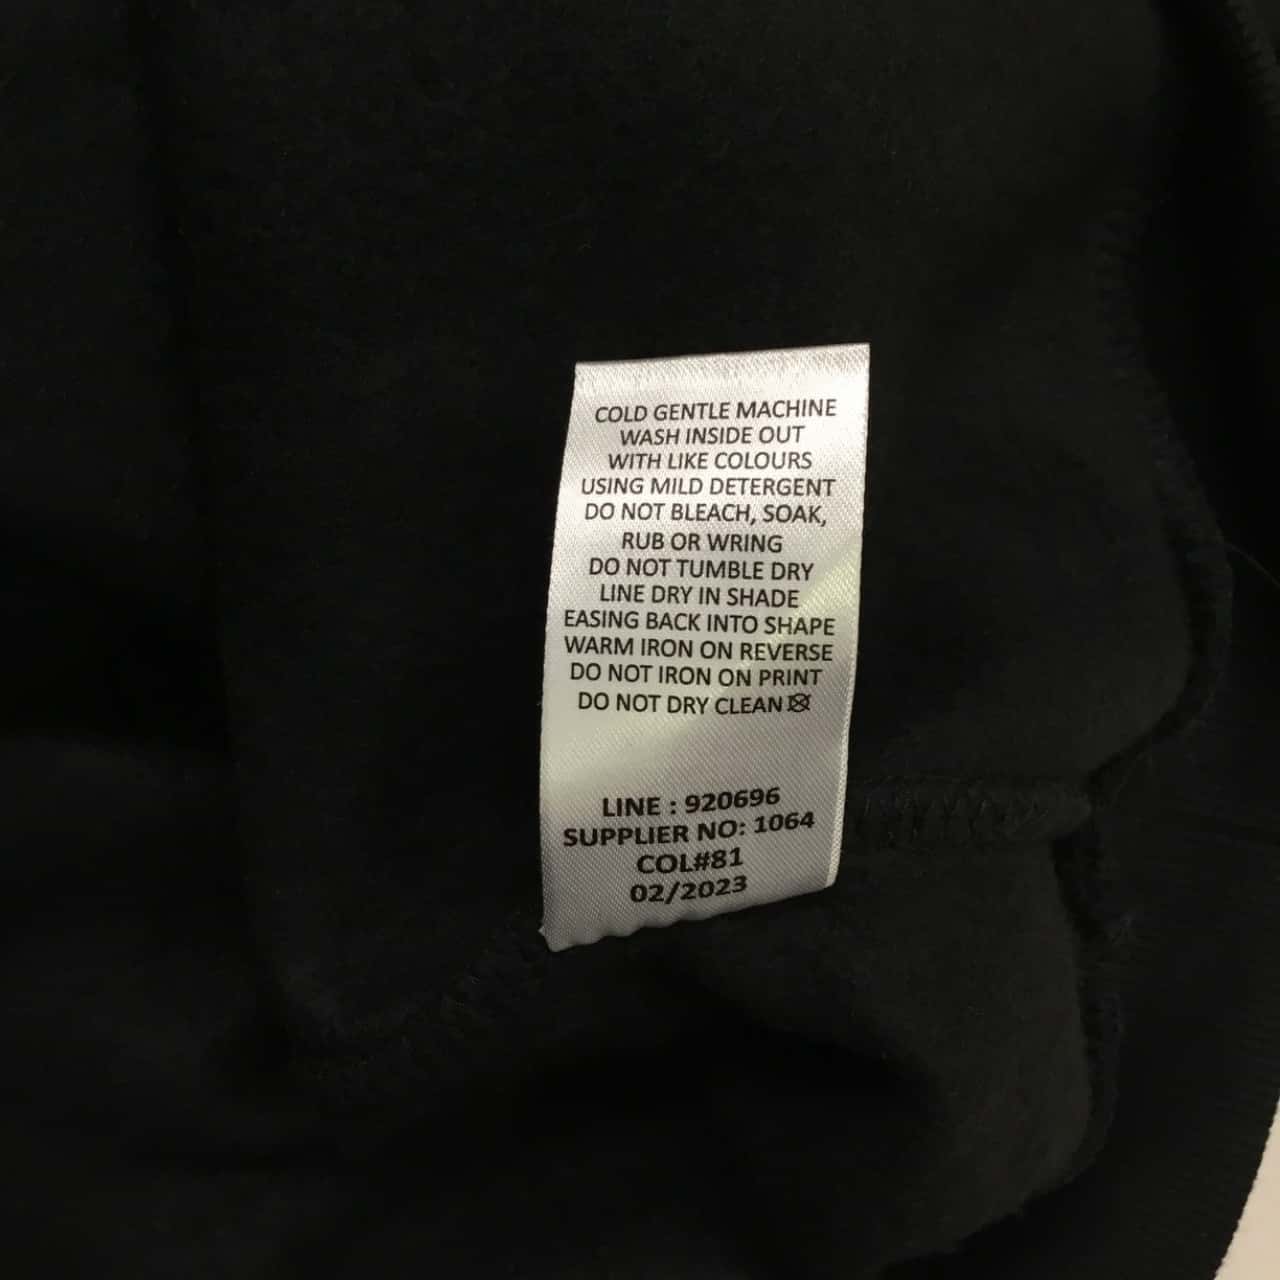 COLD GENTLE MACHINE
WASH INSIDE OUT
WITH LIKE COLOURS
USING MILD DETERGENT
DO NOT BLEACH, SOAK,
RUB OR WRING
DO NOT TUMBLE DRY
LINE DRY IN SHADE
EASING BACK INTO SHAPE
WARM IRON ON REVERSE
DO NOT IRON ON PRINT
DO NOT DRY CLEAN
LINE : 920696
SUPPLIER NO: 1064
COL#81
02/2023